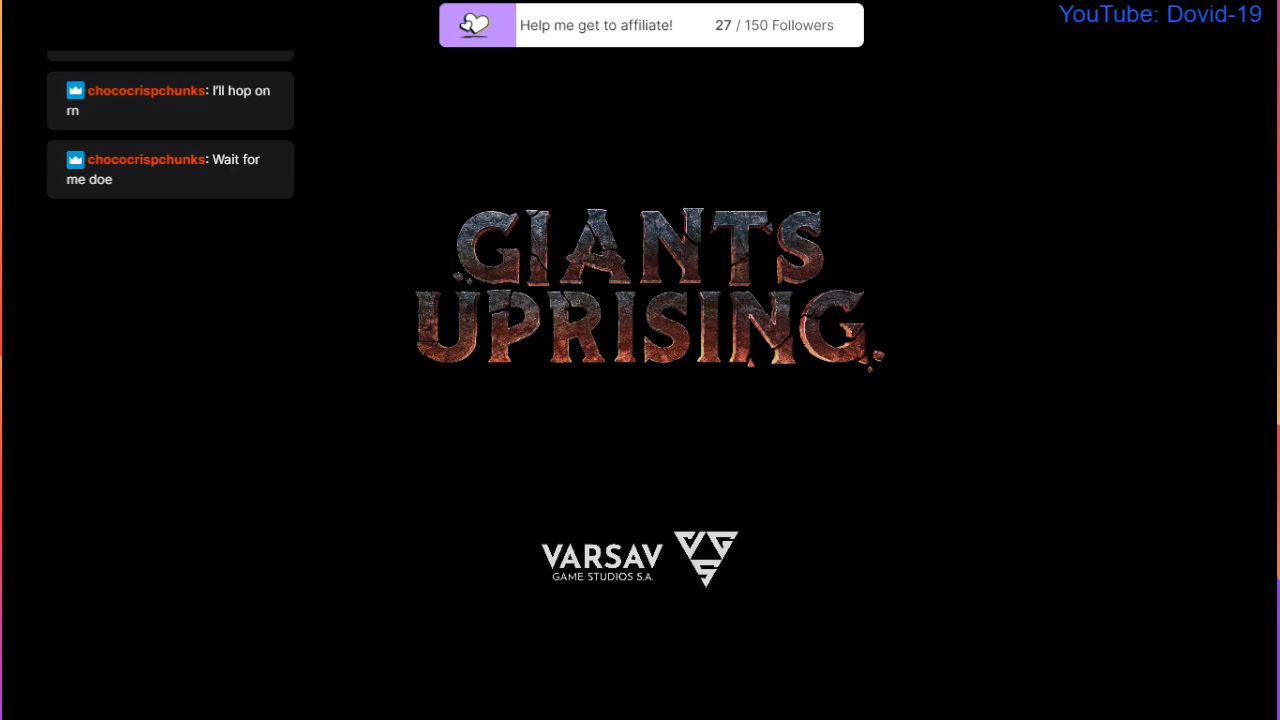 Help me get to affiliate! 27 / 150 Followers
YouTube: Dovid-19
chococrispchunks: I'll hop on
rn
chococrispchunks: Wait for
me doe
GIANTS
UPRISING
VARSAV
GAME STUDIOS S.A.
VGS